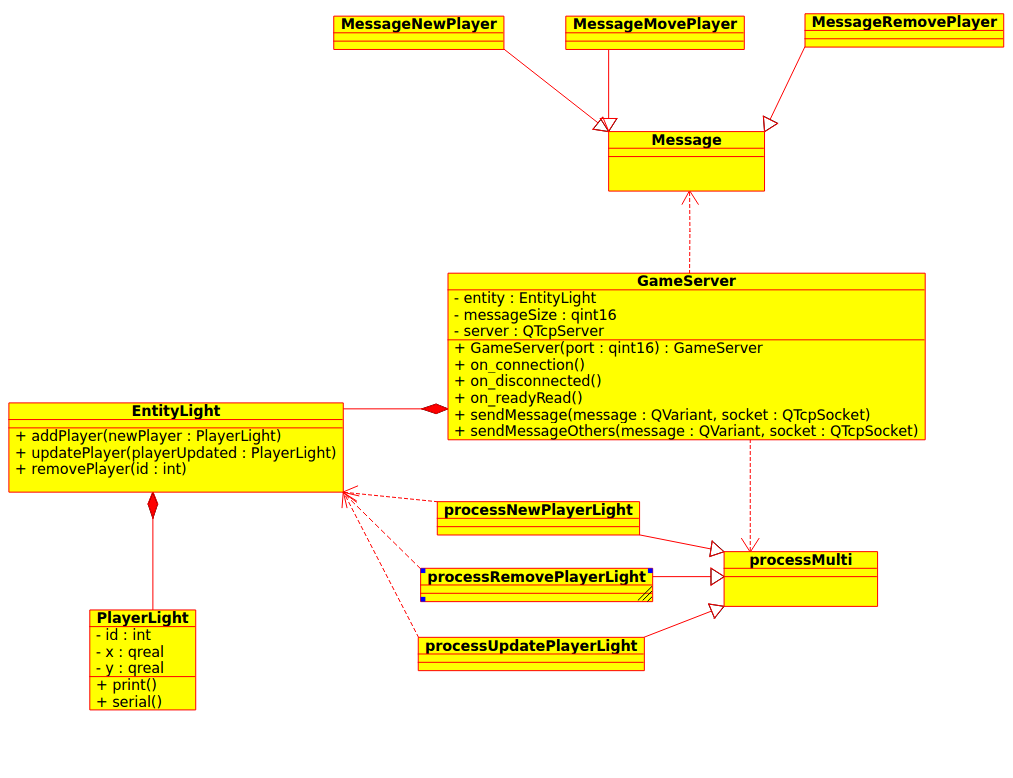 MessageNewPlayer
MessageMovePlayer
MessageRemovePlayer
Message
GameServer
- entity : EntityLight
- messageSize : qint16
- server : QTcpServer
+ GameServer(port : qint16) : GameServer
+ on_connection()
+ on_disconnected()
+ on_readyRead()
+ sendMessage(message : QVariant, socket : QTcpSocket)
+ sendMessageOthers(message : QVariant, socket : QTcpSocket)
EntityLight
+ addPlayer(newPlayer : PlayerLight)
+ updatePlayer(playerUpdated : PlayerLight)
+ removePlayer(id : int)
processNewPlayerLight
processMulti
processRemovePlayerLight
processUpdatePlayerLight
PlayerLight
- id : int
- x : qreal
- y : qreal
+ print()
+ serial()